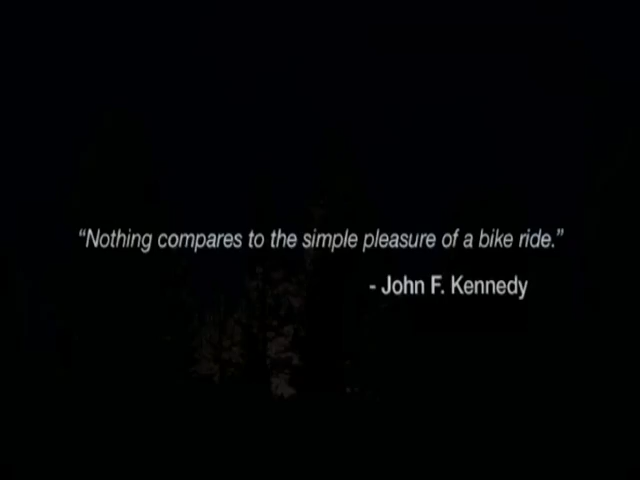 “Nothing compares to the simple pleasure of a bike ride.”
- John F. Kennedy